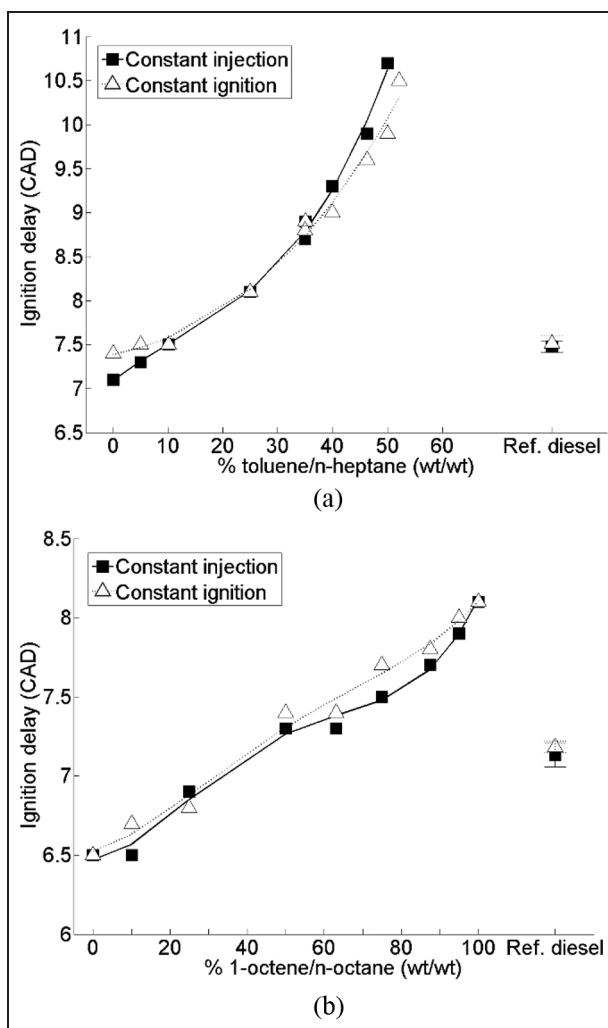 11
10.5
10
9.5
9
8.5
8
7.5
7
6.5
Ignition delay (CAD)
Constant injection
Constant ignition
0 10 20 30 40 50 60 Ref. diesel
% toluene/n-heptane (wt/wt)
(a)
8.5
8
7.5
7
6.5
6
Ignition delay (CAD)
Constant injection
Constant ignition
0 20 40 60 80 100 Ref. diesel
% 1-octene/n-octane (wt/wt)
(b)